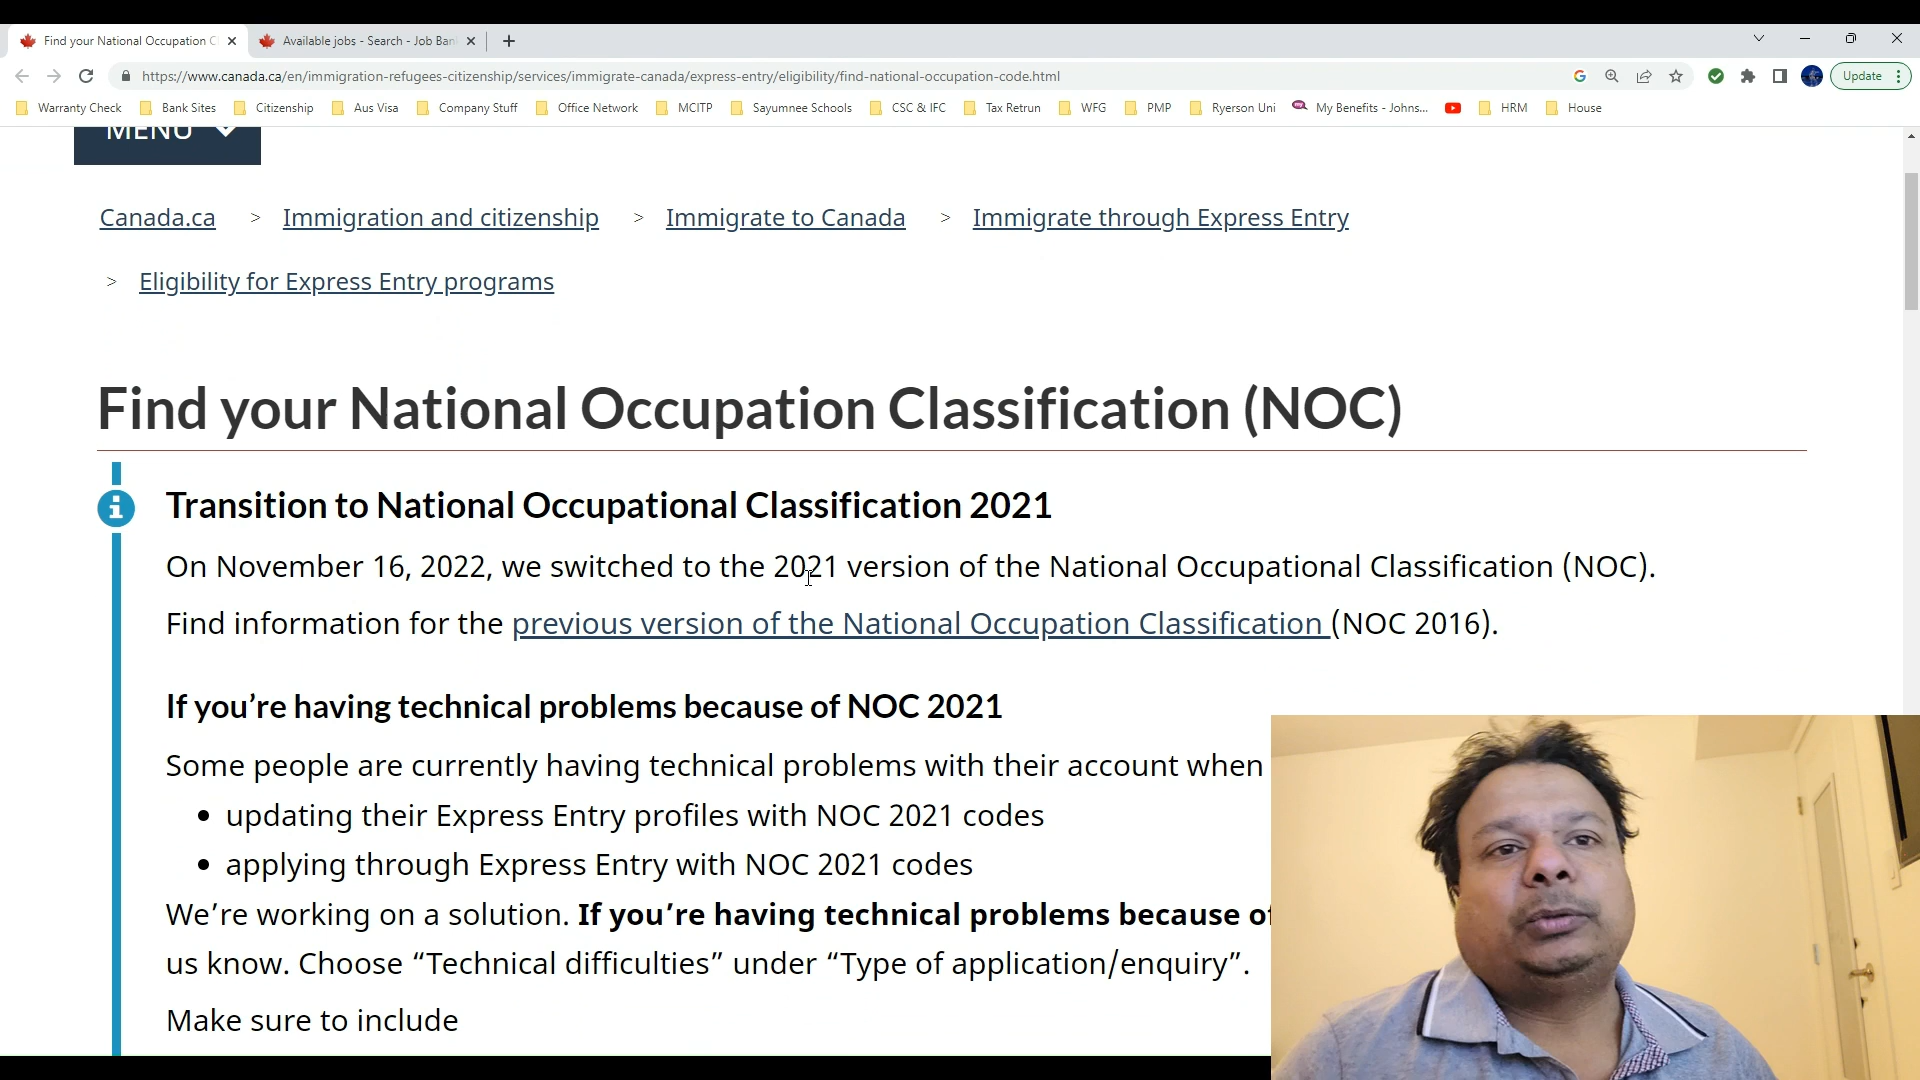 Find your National Occupation C
Available jobs - Search - Job Ban
https://www.canada.ca/en/immigration-refugees-citizenship/services/immigrate-canada/express-entry/eligibility/find-national-occupation-code.html
Update
Warranty Check
Bank Sites
Citizenship
Aus Visa
Company Stuff
Office Network
MCITP
Sayumnee Schools
CSC & IFC
Tax Retrun
WFG
PMP
Ryerson Uni
My Benefits - Johns...
HRM
House
MENU
Canada.ca > Immigration and citizenship > Immigrate to Canada > Immigrate through Express Entry
> Eligibility for Express Entry programs
Find your National Occupation Classification (NOC)
Transition to National Occupational Classification 2021
On November 16, 2022, we switched to the 2021 version of the National Occupational Classification (NOC).
Find information for the previous version of the National Occupation Classification (NOC 2016).
If you’re having technical problems because of NOC 2021
Some people are currently having technical problems with their account when
• updating their Express Entry profiles with NOC 2021 codes
• applying through Express Entry with NOC 2021 codes
We’re working on a solution. If you’re having technical problems because of
us know. Choose “Technical difficulties” under “Type of application/enquiry”.
Make sure to include